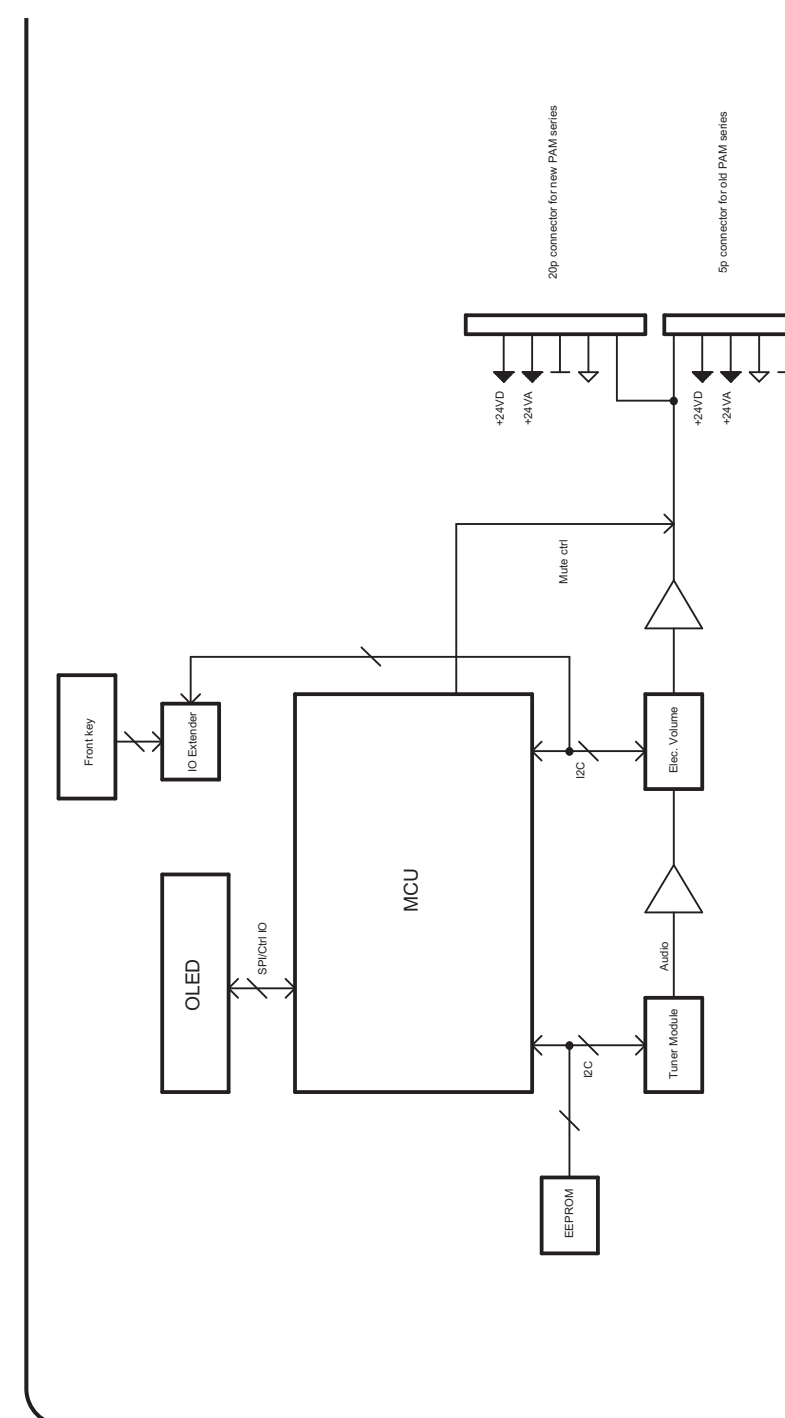 20p connector for new PAM series
5p connector for old PAM series
+24VD
+24VA
+24VD
+24VA
Mute ctrl
Front key
IO Extender
I2C
Elec. Volume
MCU
OLED
SPI/Ctrl IO
Audio
Tuner Module
I2C
EEPROM